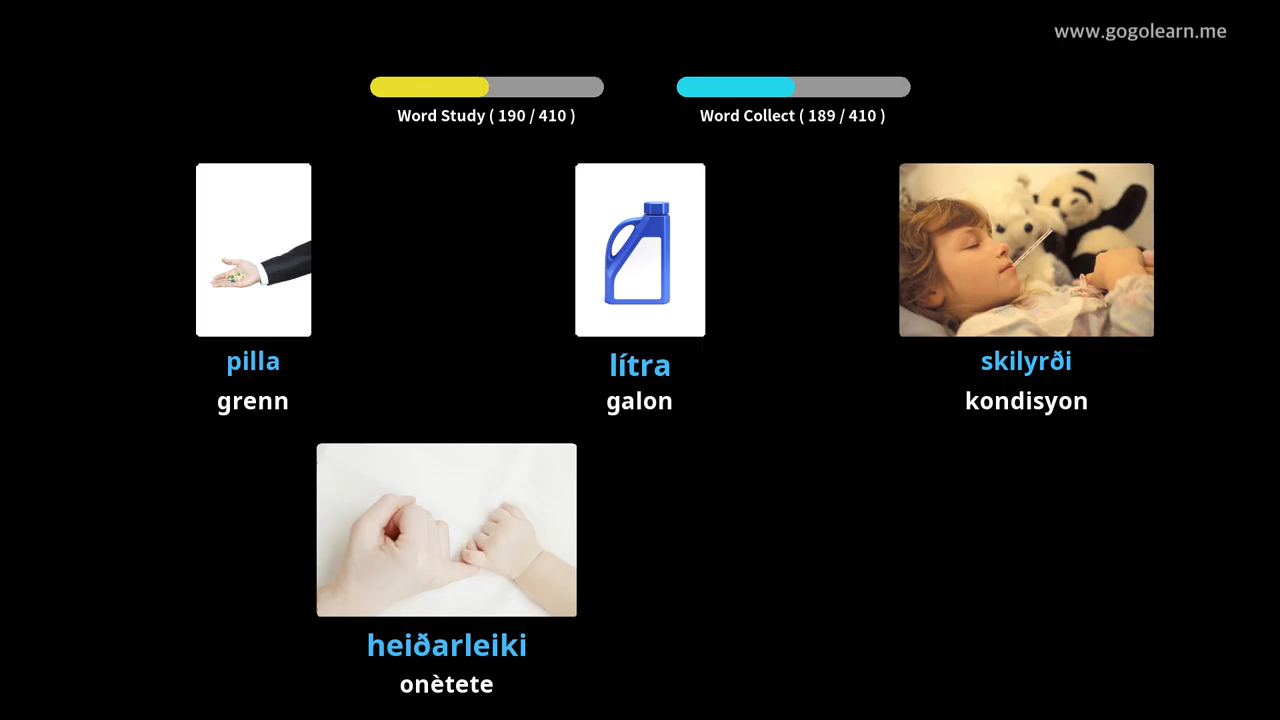 www.gogolearn.me
Word Study ( 190 / 410 )
Word Collect ( 189 / 410 )
pilla
grenn
lítra
galon
skilyrði
kondisyon
heiðarleiki
onètete